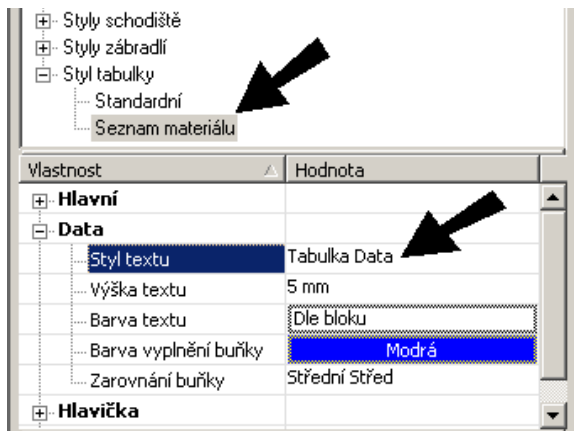 Styly schodiště
Styly zábradlí
Styl tabulky
Standardní
Seznam materiálu
Vlastnost Hodnota
Hlavní
Data
Styl textu Tabulka Data
Výška textu 5 mm
Barva textu Dle bloku
Barva vyplnění buňky Modrá
Zarovnání buňky Střední Střed
Hlavička